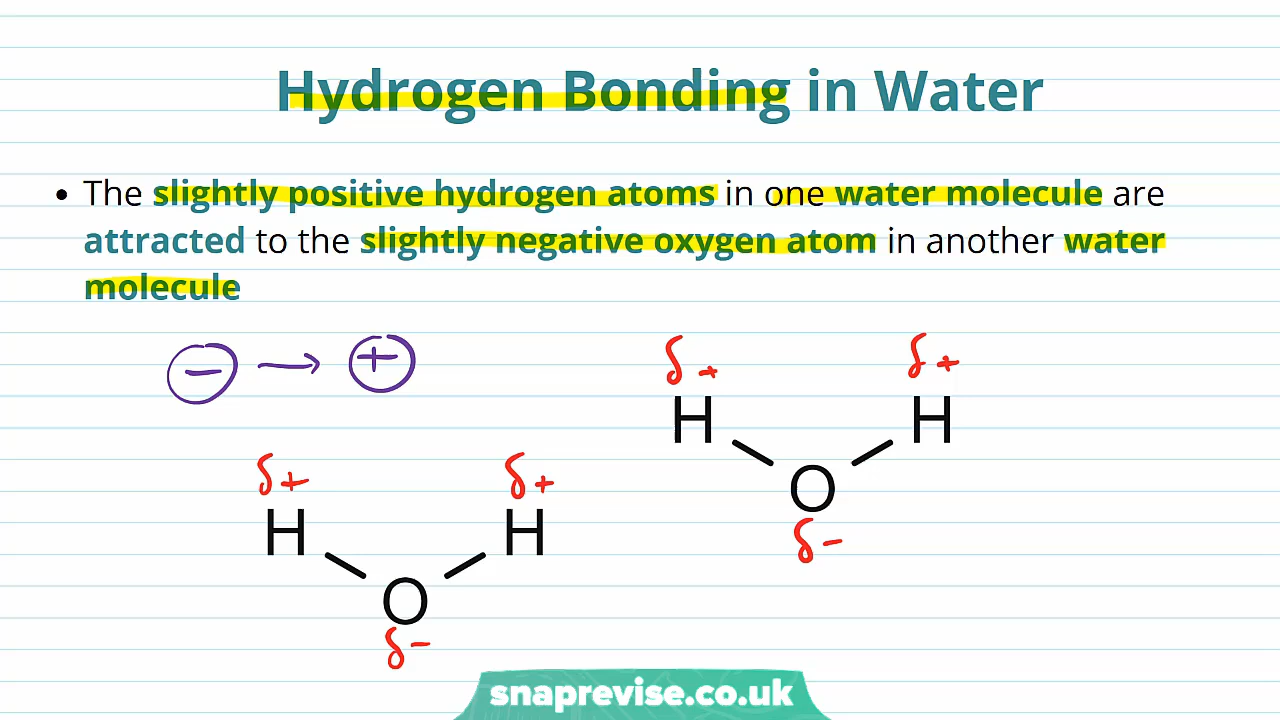 Hydrogen Bonding in Water
• The slightly positive hydrogen atoms in one water molecule are
attracted to the slightly negative oxygen atom in another water
molecule
− → +
δ+ δ+
H H
O
δ−
δ+ δ+
H H
O
δ−
snaprevise.co.uk